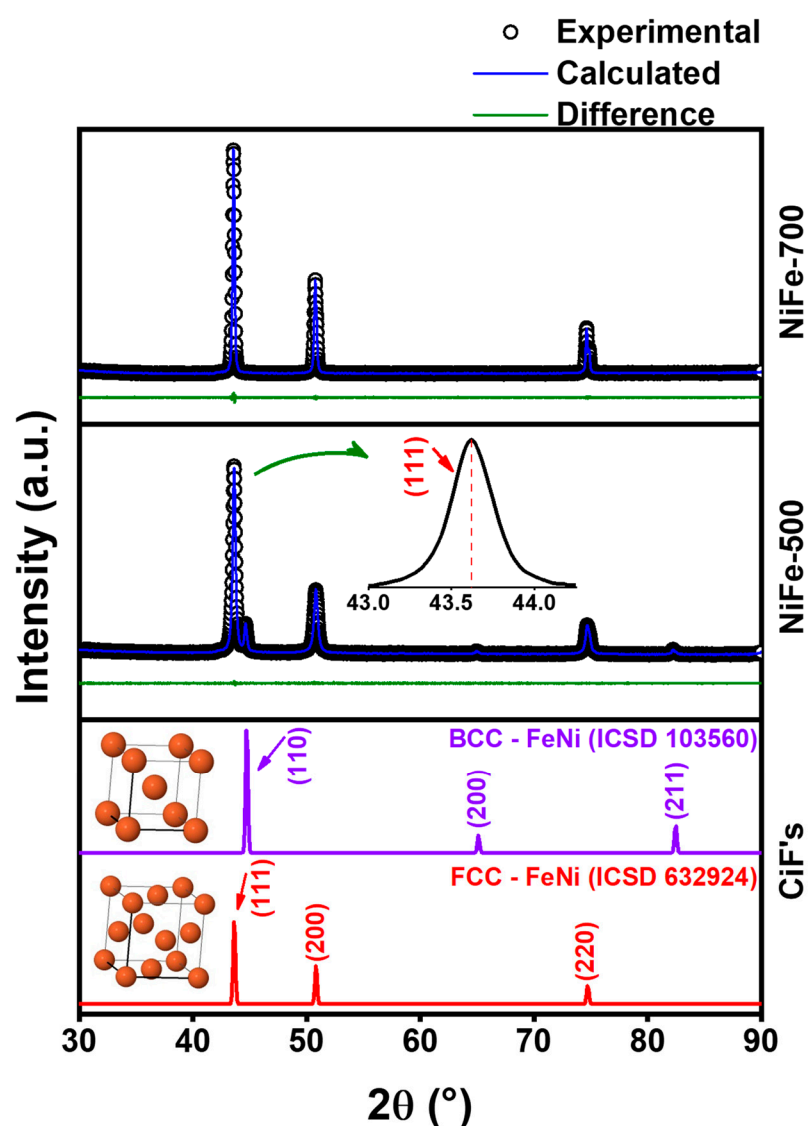 Experimental
Calculated
Difference
NiFe-700
Intensity (a.u.)
(111)
43.0 43.5 44.0
NiFe-500
BCC - FeNi (ICSD 103560)
(110)
(200)
(211)
CiF's
FCC - FeNi (ICSD 632924)
(111)
(200)
(220)
30 40 50 60 70 80 90
2θ (°)